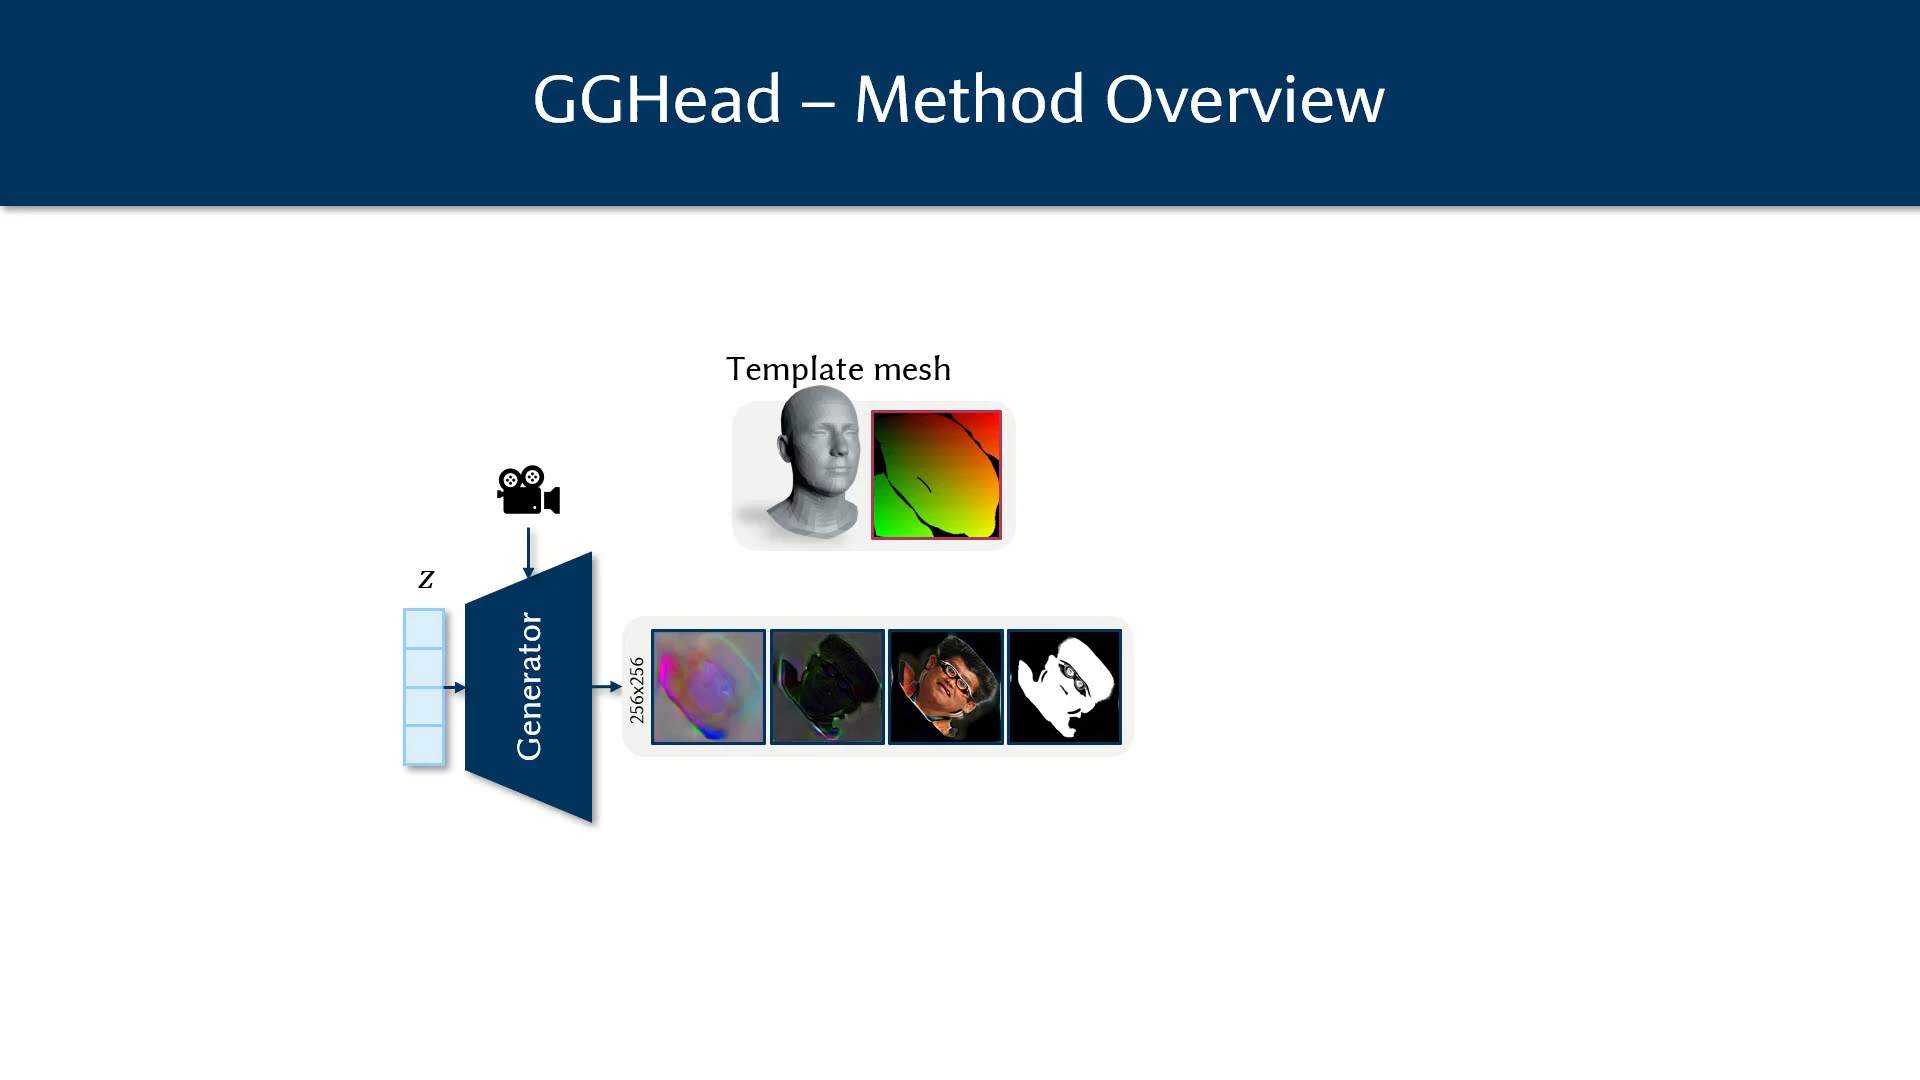 GGHead – Method Overview
Template mesh
z
Generator
256x256